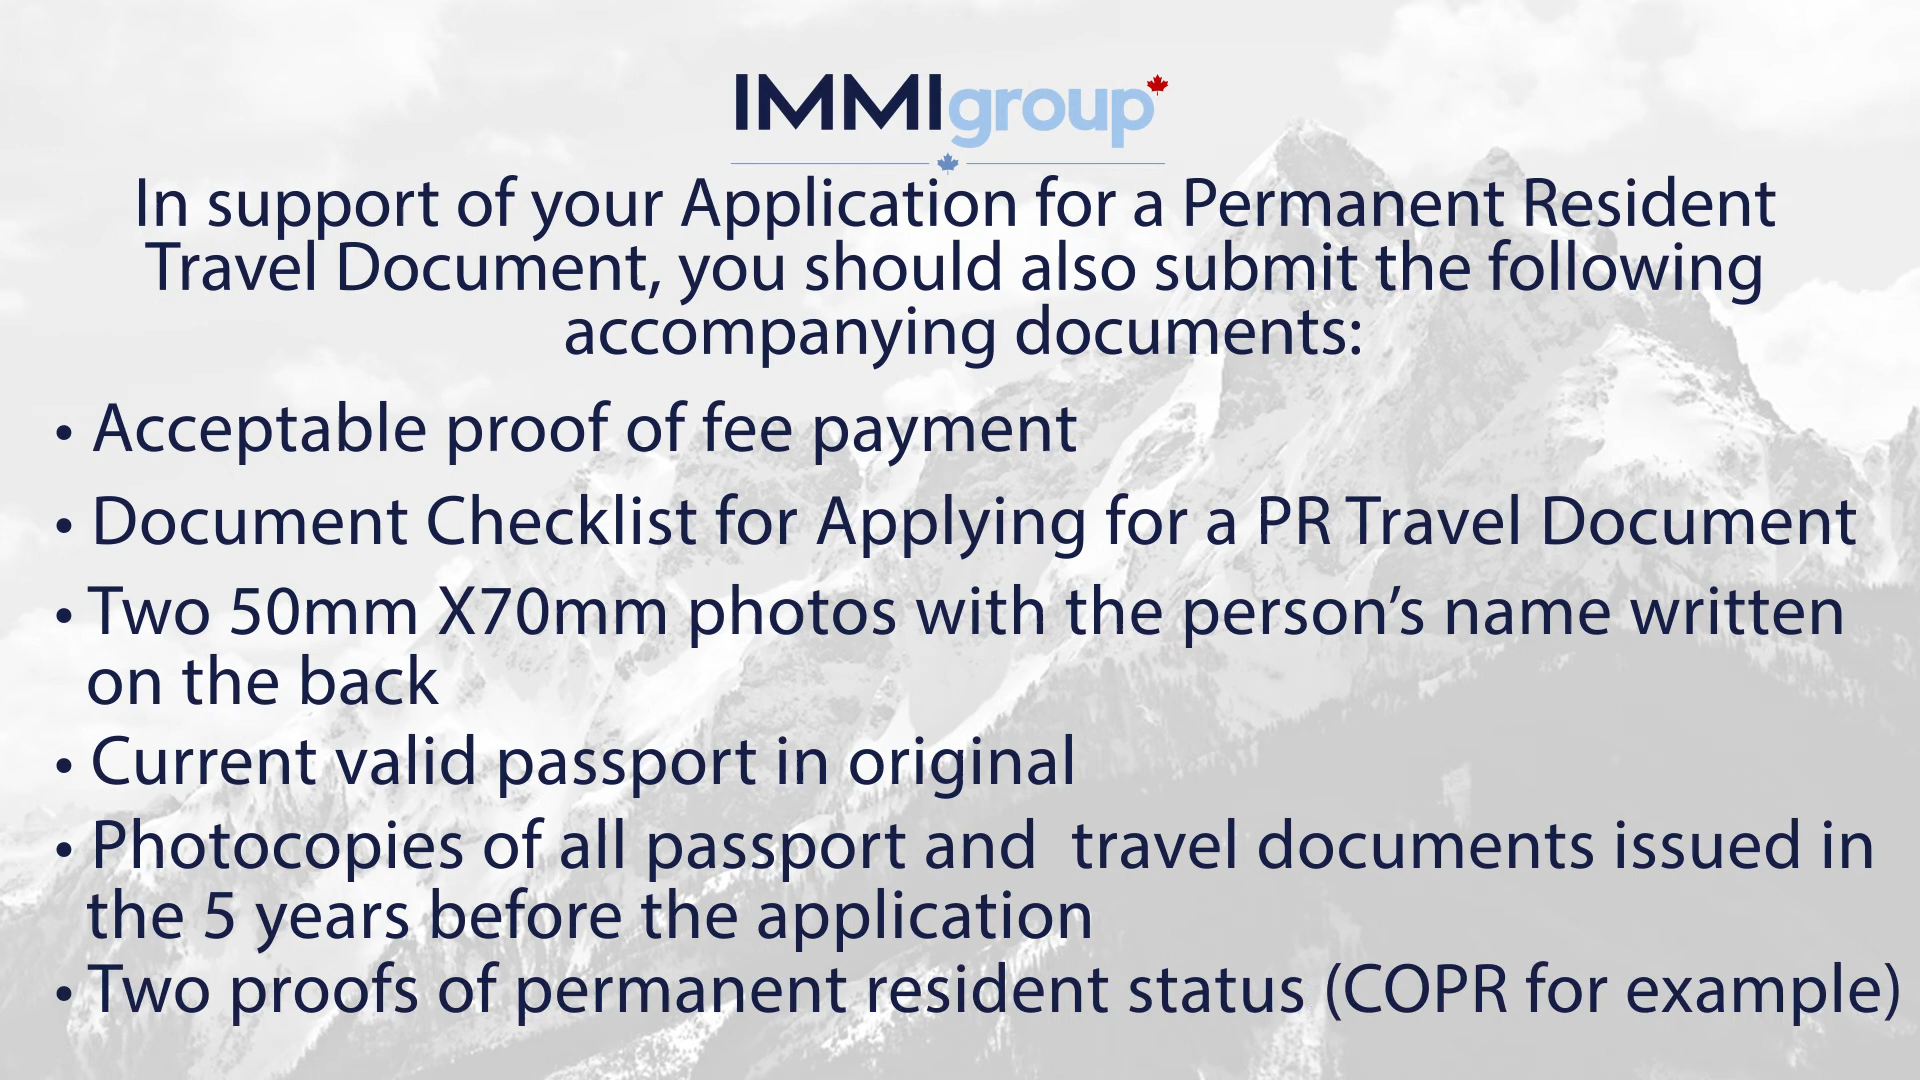 IMMIgroup
In support of your Application for a Permanent Resident
Travel Document, you should also submit the following
accompanying documents:
• Acceptable proof of fee payment
• Document Checklist for Applying for a PR Travel Document
• Two 50mm X70mm photos with the person’s name written
on the back
• Current valid passport in original
• Photocopies of all passport and  travel documents issued in
the 5 years before the application
• Two proofs of permanent resident status (COPR for example)